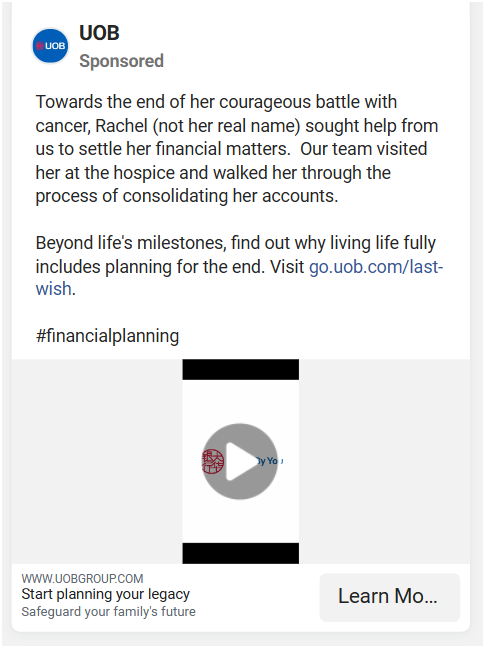 UOB
UOB
Sponsored
Towards the end of her courageous battle with
cancer, Rachel (not her real name) sought help from
us to settle her financial matters.  Our team visited
her at the hospice and walked her through the
process of consolidating her accounts.
Beyond life's milestones, find out why living life fully
includes planning for the end. Visit go.uob.com/last-
wish.
#financialplanning
By You
WWW.UOBGROUP.COM
Start planning your legacy
Safeguard your family's future
Learn Mo...